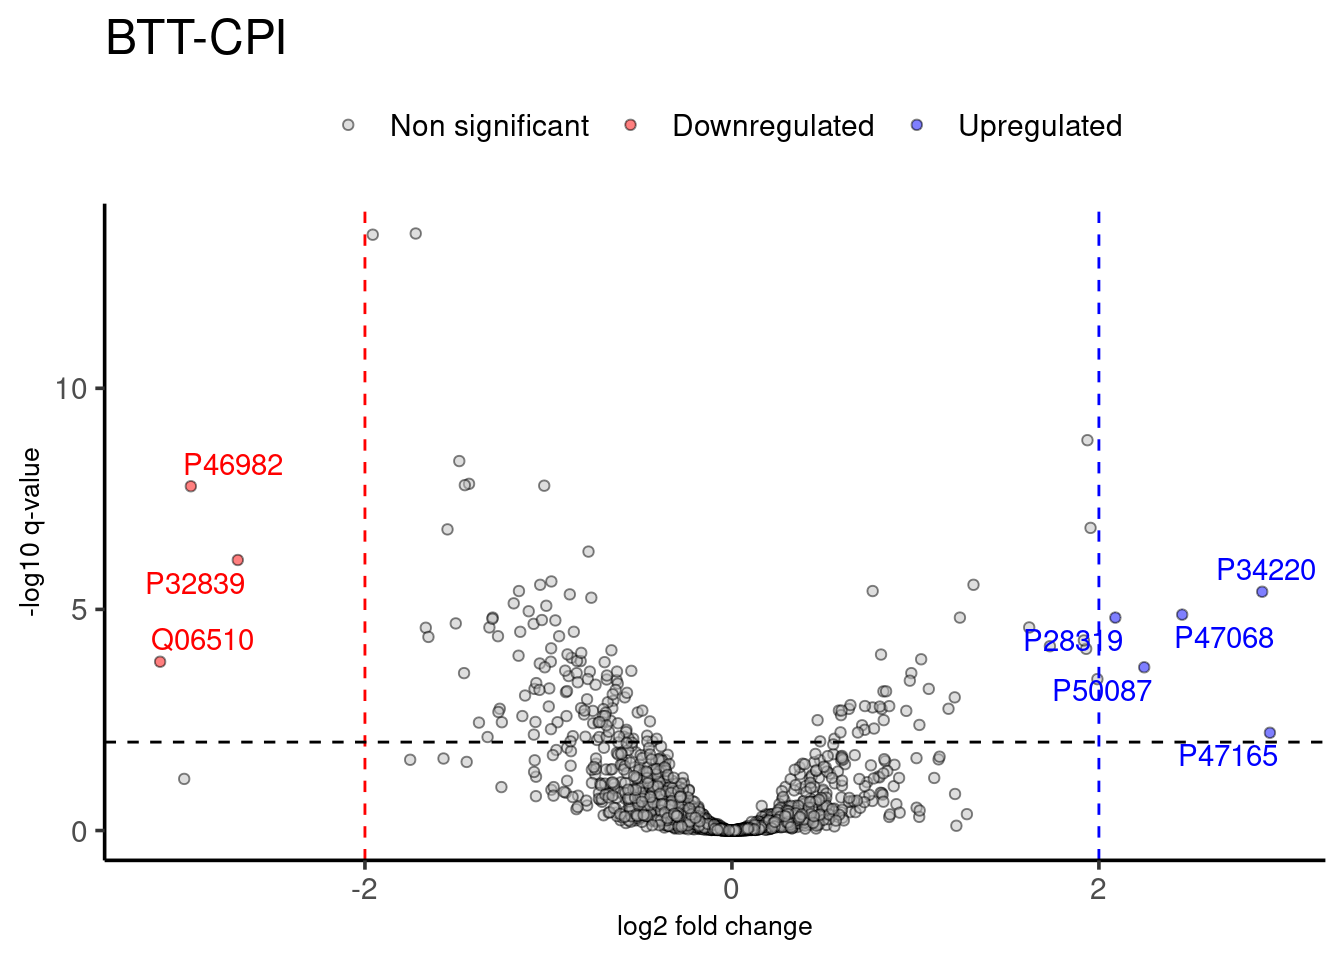 BTT-CPI
Non significant Downregulated Upregulated
-log10 q-value
10
5
0
P46982
P32839
Q06510
P34220
P28319
P47068
P50087
P47165
-2 0 2
log2 fold change